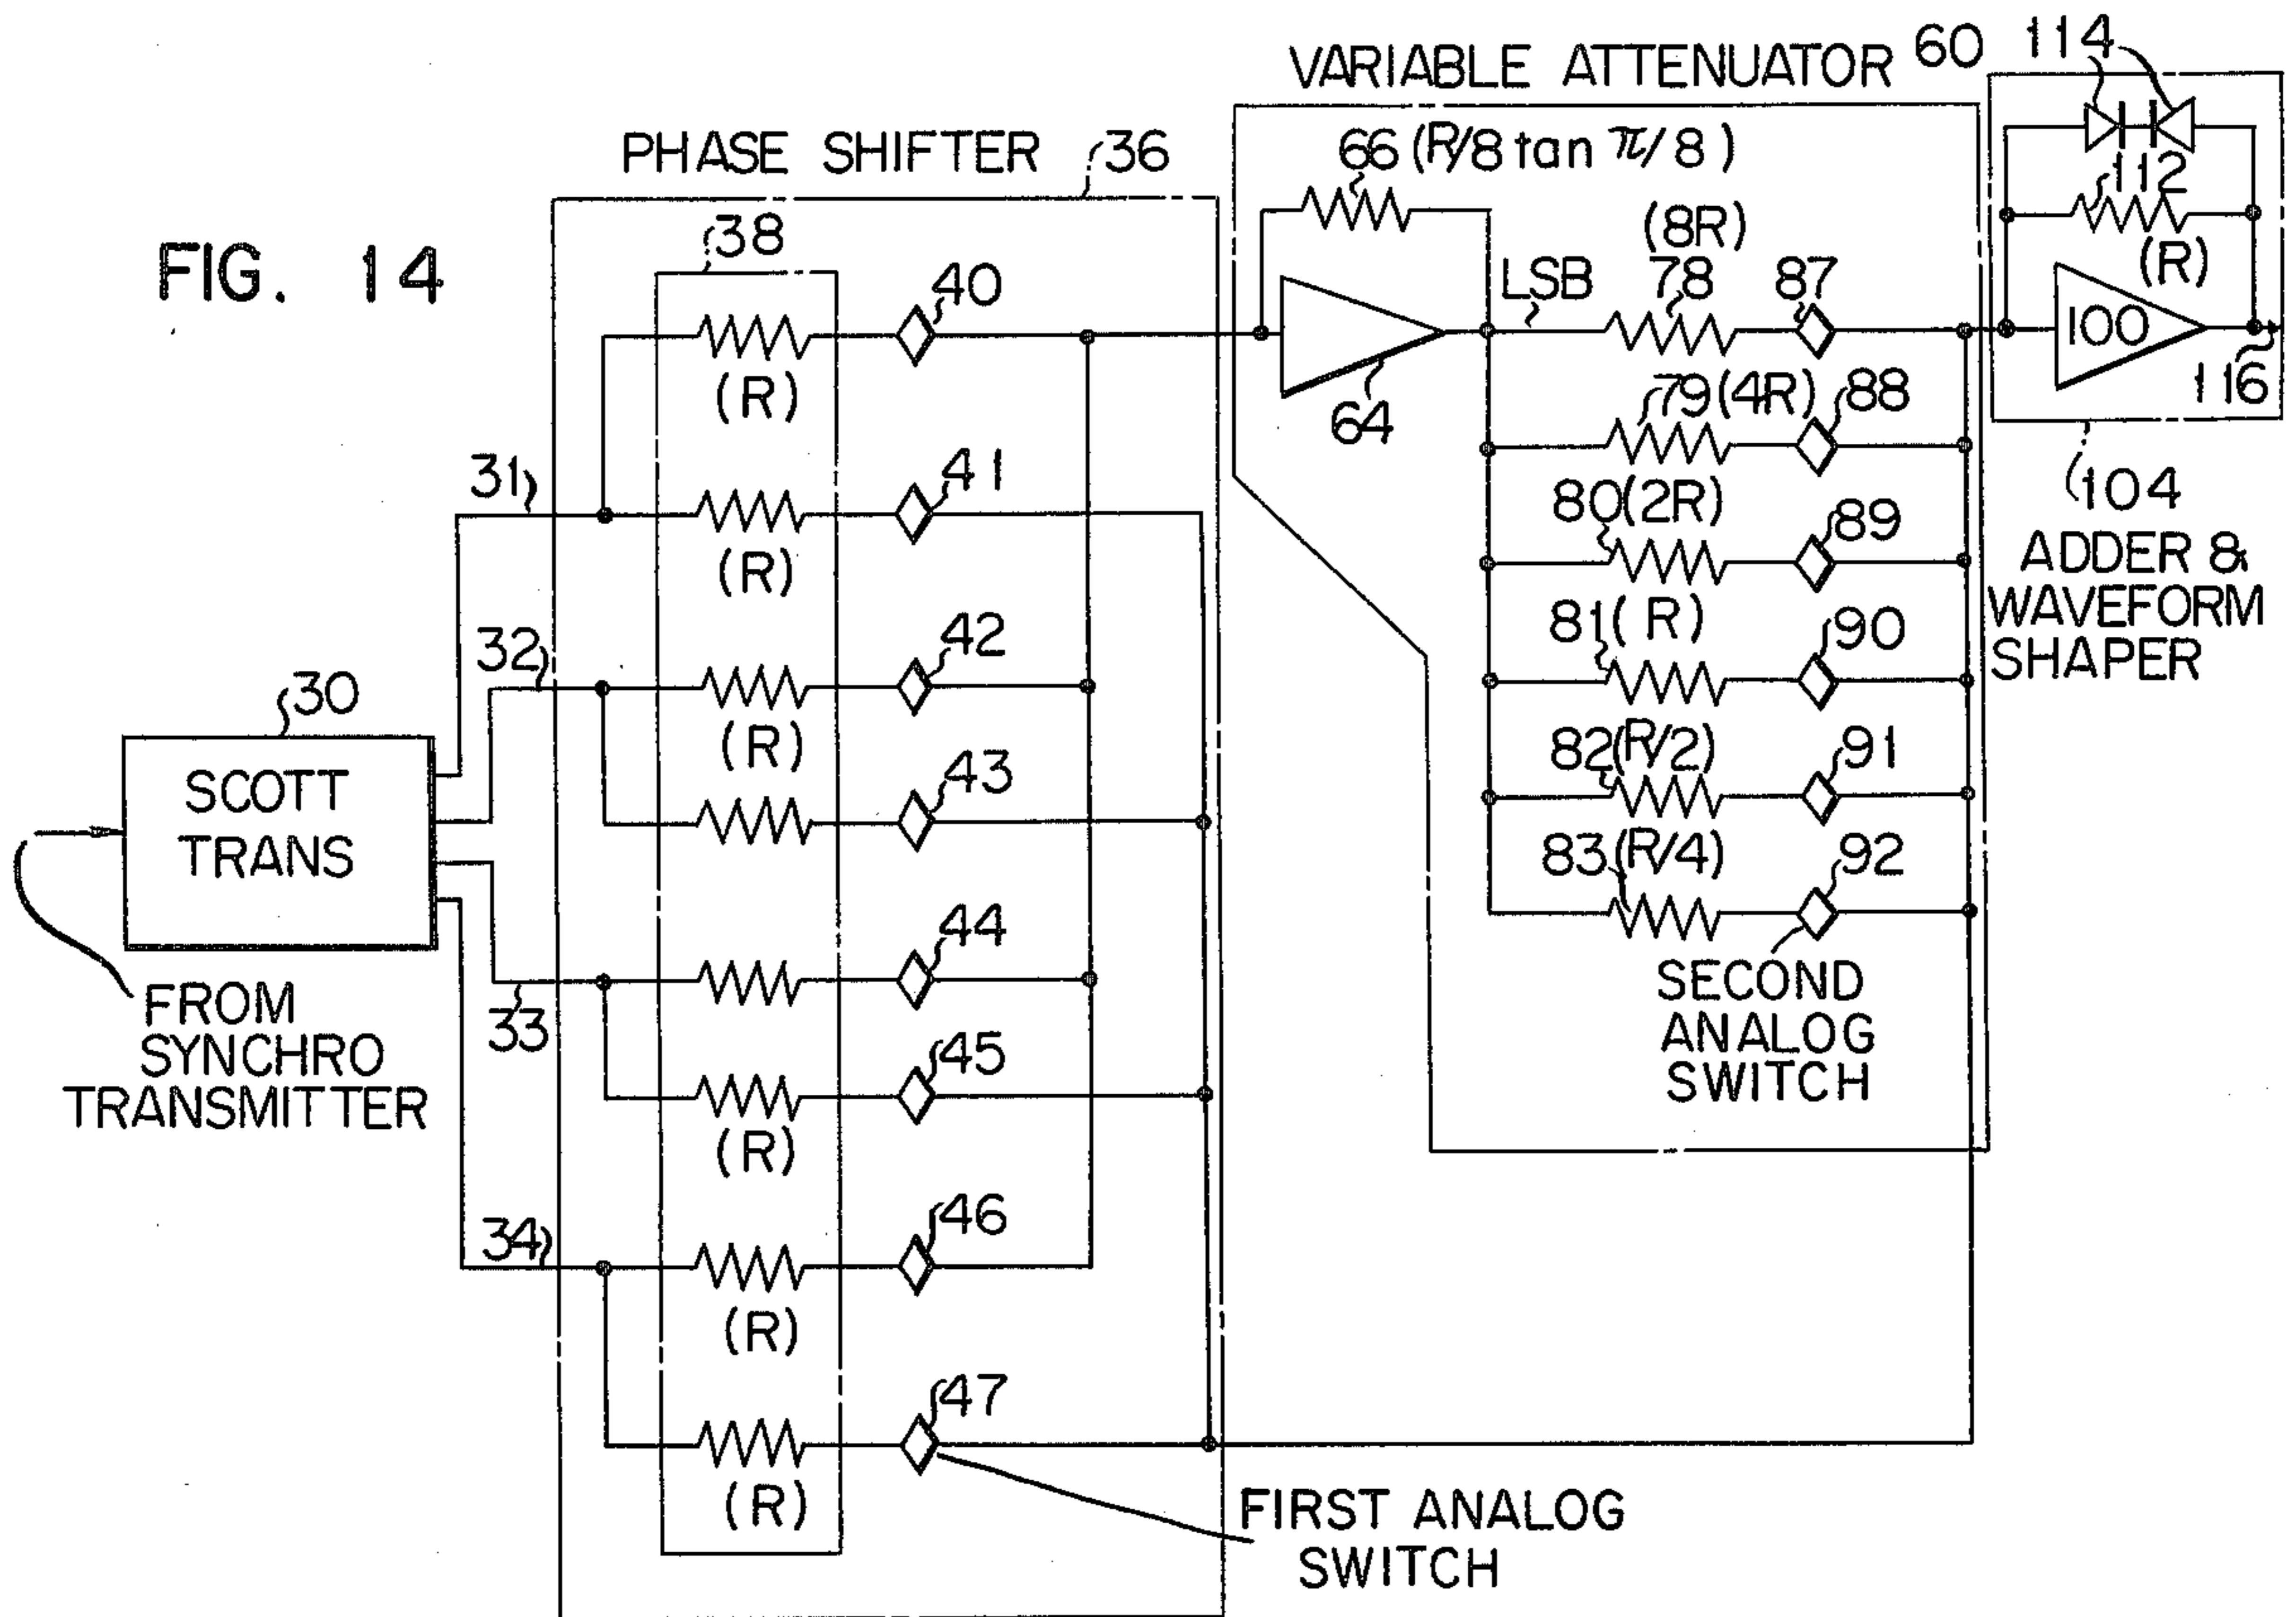 FIG. 14
VARIABLE ATTENUATOR 60
114
PHASE SHIFTER
36
66 (R/8 tan π/8)
112
(R)
38
(8R)
40
LSB
78
87
100
(R)
64
116
79 (4R)
88
31
41
104
80 (2R)
89
(R)
ADDER &
WAVEFORM
SHAPER
32
42
81 (R)
90
30
(R)
SCOTT
TRANS
43
82 (R/2)
91
83 (R/4)
92
44
SECOND
ANALOG
SWITCH
FROM
SYNCHRO
TRANSMITTER
33
45
(R)
34
46
(R)
47
(R)
FIRST ANALOG
SWITCH